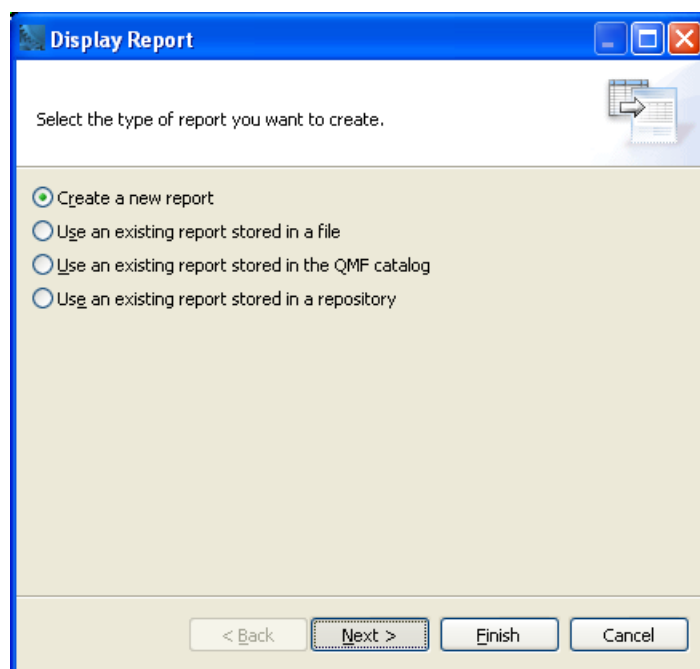 Display Report
Select the type of report you want to create.
Create a new report
Use an existing report stored in a file
Use an existing report stored in the QMF catalog
Use an existing report stored in a repository
< Back Next > Finish Cancel